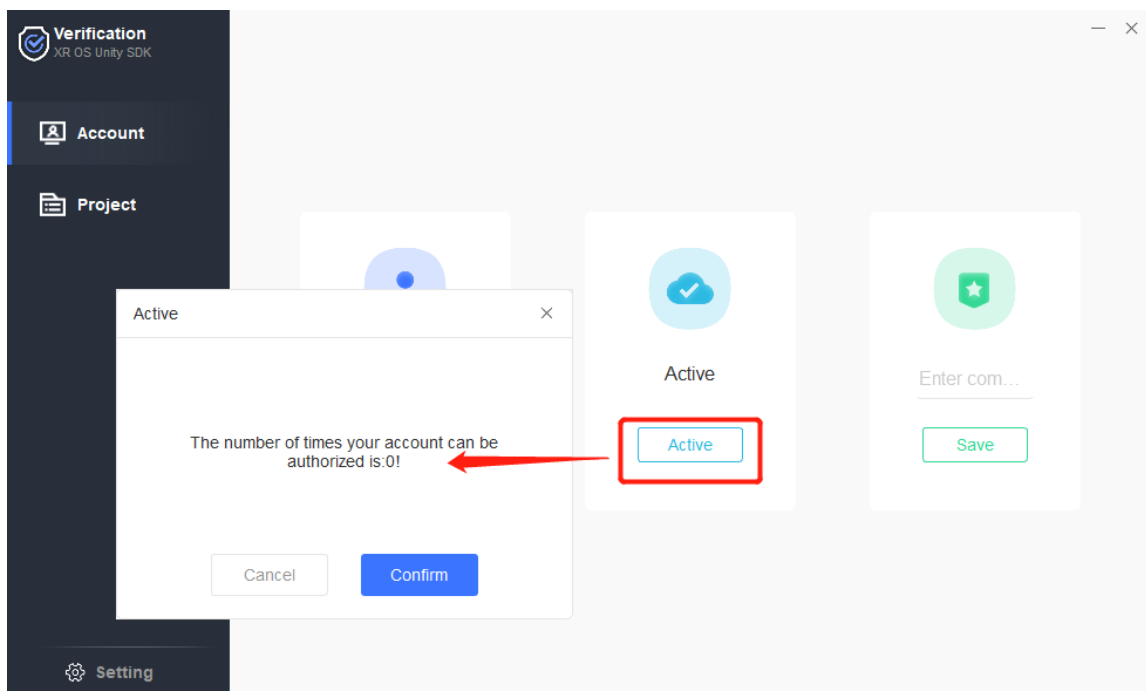 Verification
XR OS Unity SDK
Account
Project
Active
The number of times your account can be
authorized is:0!
Cancel
Confirm
Active
Active
Enter com...
Save
Setting